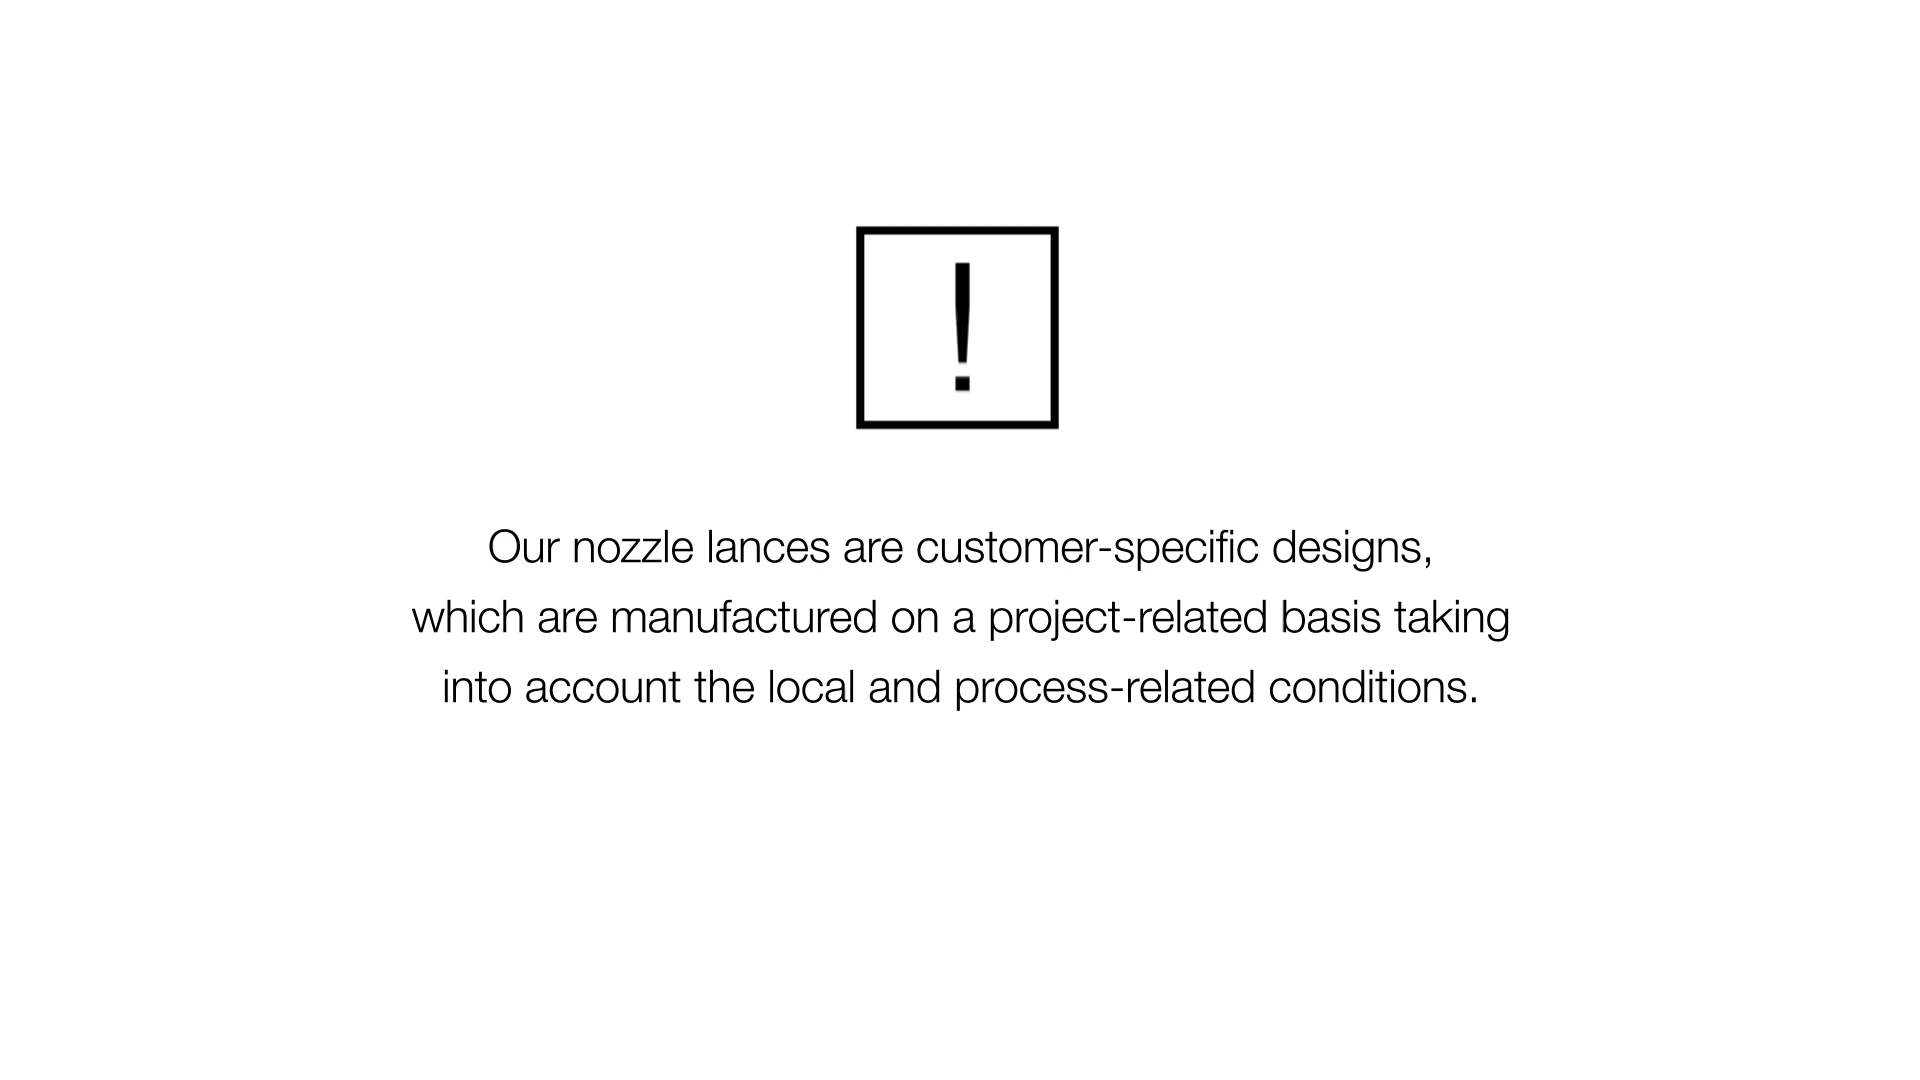 !
Our nozzle lances are customer-specific designs,
which are manufactured on a project-related basis taking
into account the local and process-related conditions.